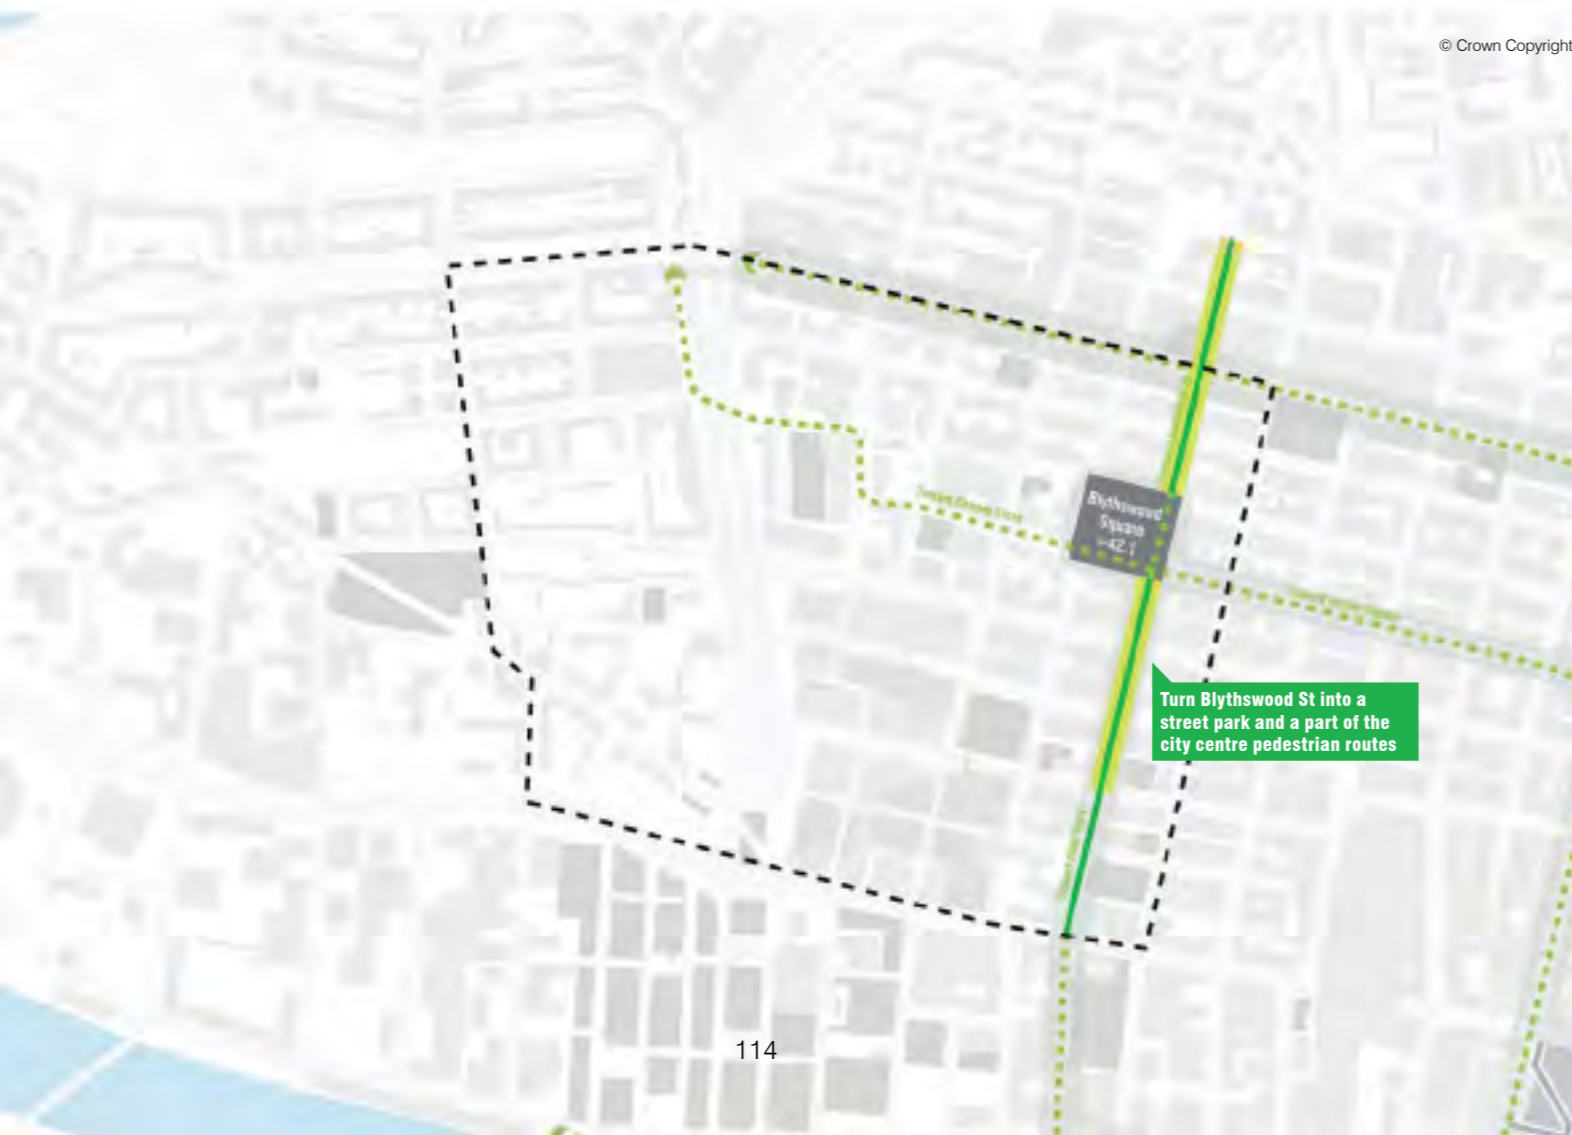 © Crown Copyright
Blythswood
Square
Turn Blythswood St into a
street park and a part of the
city centre pedestrian routes
114